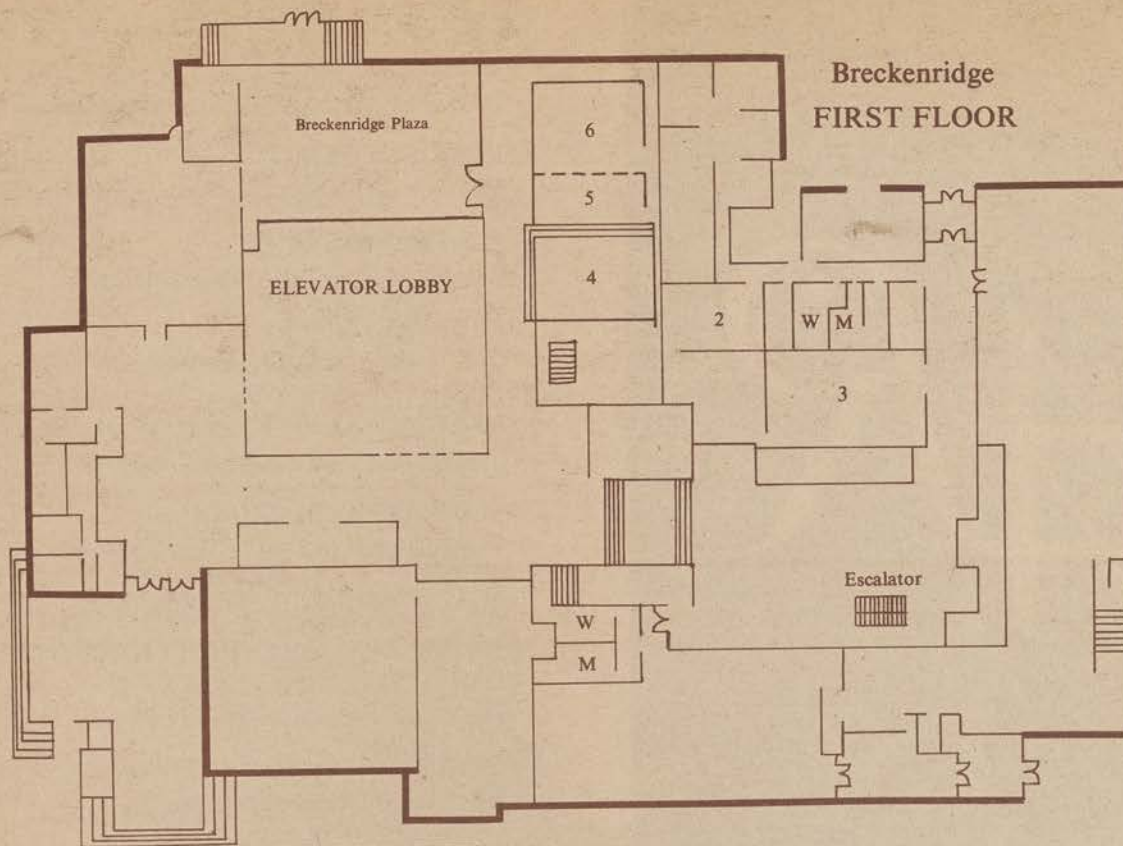 Breckenridge
FIRST FLOOR
Breckenridge Plaza
6
5
4
ELEVATOR LOBBY
2
W
M
3
Escalator
W
M